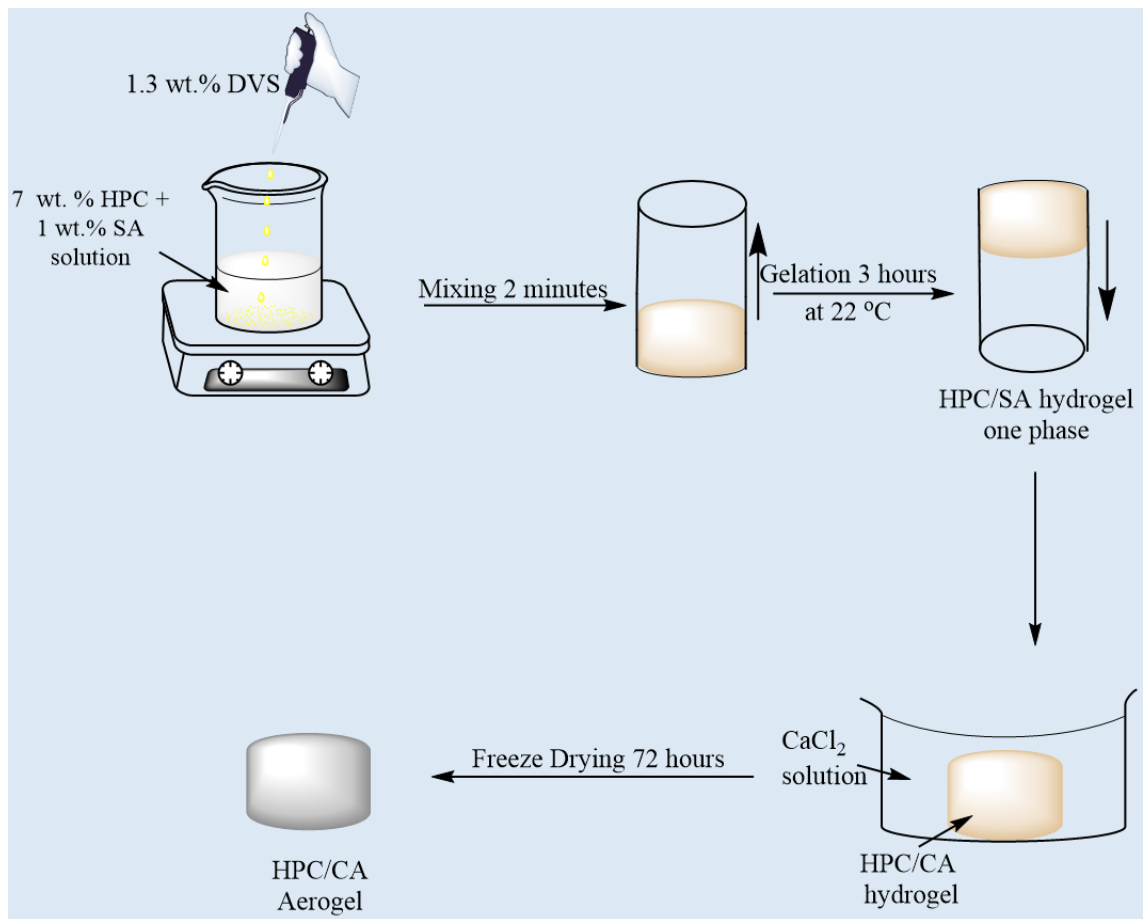 1.3 wt.% DVS
7 wt. % HPC +
1 wt.% SA
solution
Mixing 2 minutes
Gelation 3 hours
at 22 °C
HPC/SA hydrogel
one phase
CaCl₂
solution
HPC/CA
hydrogel
Freeze Drying 72 hours
HPC/CA
Aerogel